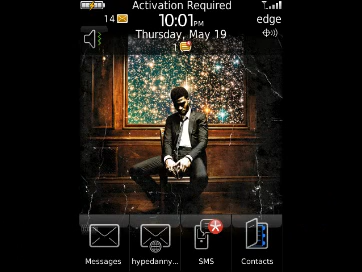 Activation Required
14 10:01PM edge
Thursday, May 19
1
Messages hypedanny... SMS Contacts